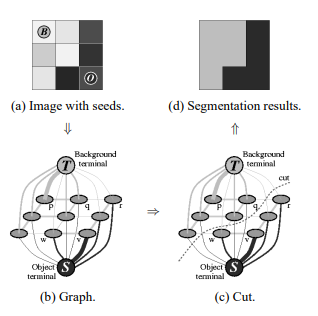 B
O
(a) Image with seeds.
(d) Segmentation results.
Background
terminal
T
p
q
r
w
v
Object
terminal
S
(b) Graph.
Background
terminal
T
cut
p
q
r
w
v
Object
terminal
S
(c) Cut.